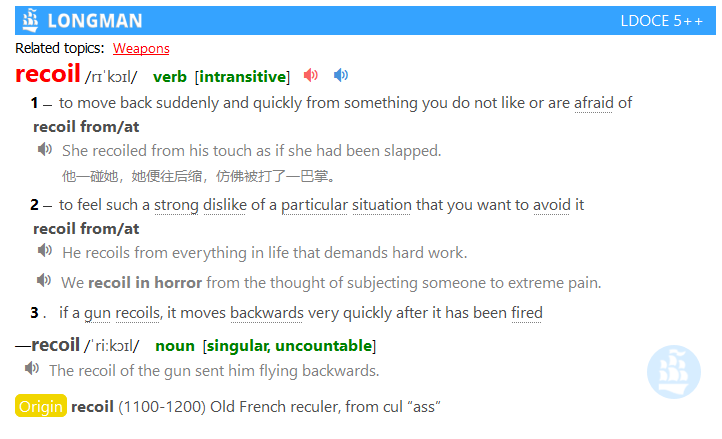 LONGMAN LDOCE 5++
Related topics: Weapons
recoil /rɪˈkɔɪl/ verb [intransitive]
1 – to move back suddenly and quickly from something you do not like or are afraid of
recoil from/at
She recoiled from his touch as if she had been slapped.
他一碰她，她便往后缩，仿佛被打了一巴掌。
2 – to feel such a strong dislike of a particular situation that you want to avoid it
recoil from/at
He recoils from everything in life that demands hard work.
We recoil in horror from the thought of subjecting someone to extreme pain.
3 . if a gun recoils, it moves backwards very quickly after it has been fired
—recoil /ˈriːkɔɪl/ noun [singular, uncountable]
The recoil of the gun sent him flying backwards.
Origin recoil (1100-1200) Old French reculer, from cul “ass”